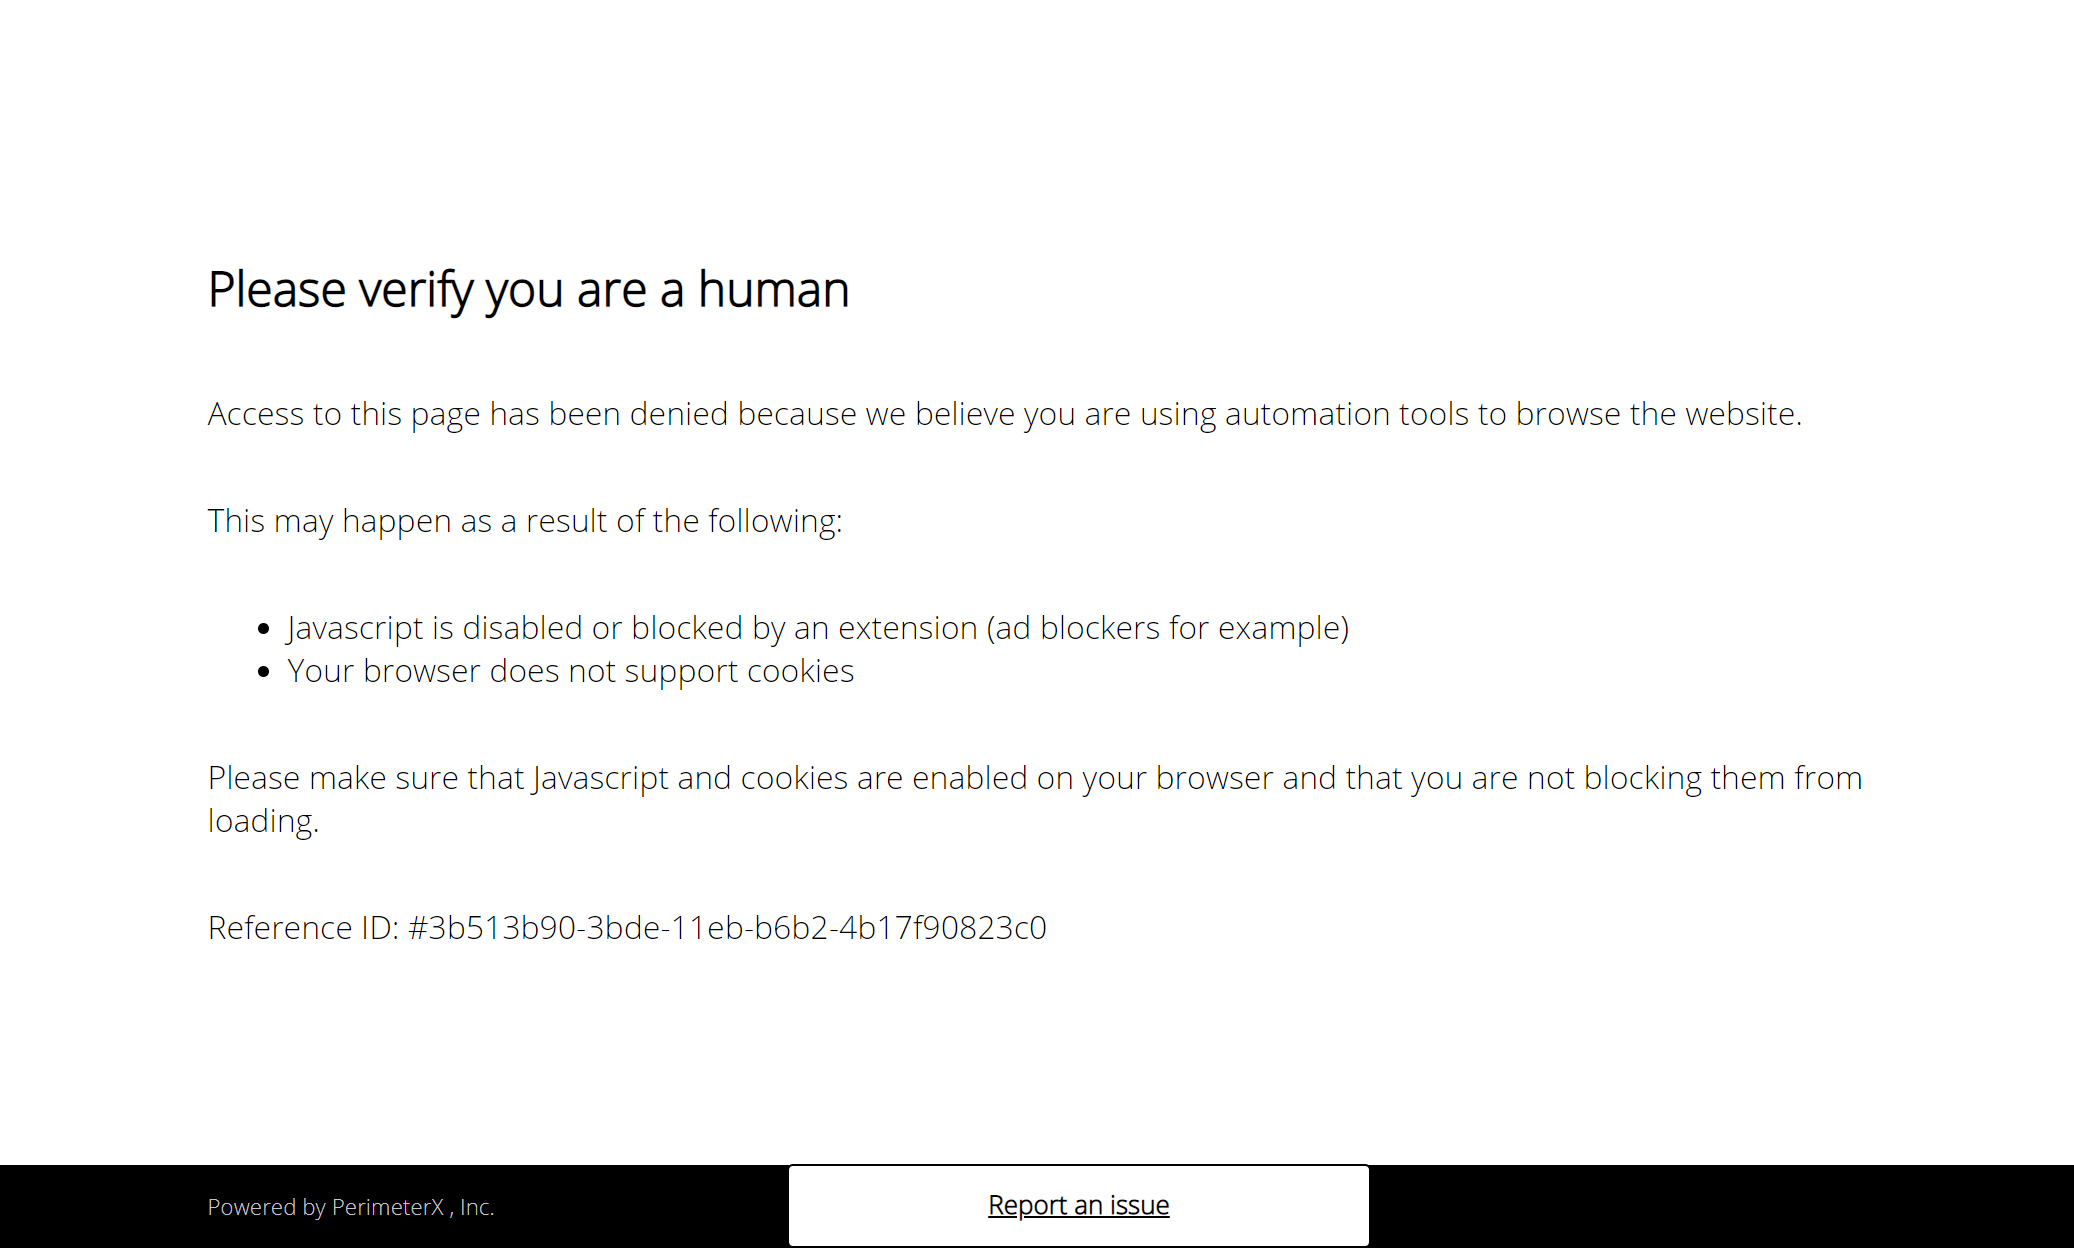 Please verify you are a human
Access to this page has been denied because we believe you are using automation tools to browse the website.
This may happen as a result of the following:
Javascript is disabled or blocked by an extension (ad blockers for example)
Your browser does not support cookies
Please make sure that Javascript and cookies are enabled on your browser and that you are not blocking them from
loading.
Reference ID: #3b513b90-3bde-11eb-b6b2-4b17f90823c0
Powered by PerimeterX , Inc.
Report an issue